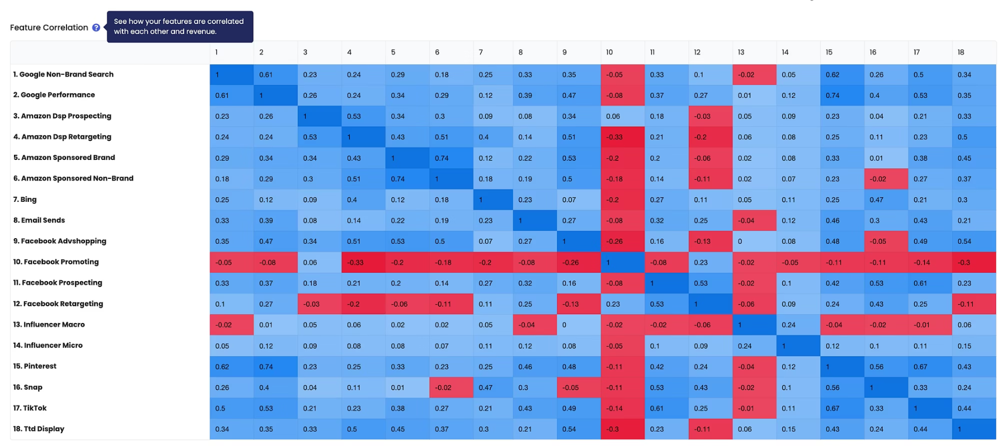 See how your features are correlated
Feature Correlation ?
with each other and revenue.
1 2 3 4 5 6 7 8 9 10 11 12 13 14 15 16 17 18
1. Google Non-Brand Search 1 0.61 0.23 0.24 0.29 0.18 0.25 0.33 0.35 -0.05 0.33 0.1 -0.02 0.05 0.62 0.26 0.5 0.34
2. Google Performance 0.61 1 0.26 0.24 0.34 0.29 0.12 0.39 0.47 -0.08 0.37 0.27 0.01 0.12 0.74 0.4 0.53 0.35
3. Amazon Dsp Prospecting 0.23 0.26 1 0.53 0.34 0.3 0.09 0.08 0.34 0.06 0.18 -0.03 0.05 0.09 0.23 0.04 0.21 0.33
4. Amazon Dsp Retargeting 0.24 0.24 0.53 1 0.43 0.51 0.4 0.14 0.51 -0.33 0.21 -0.2 0.06 0.08 0.25 0.11 0.23 0.5
5. Amazon Sponsored Brand 0.29 0.34 0.34 0.43 1 0.74 0.12 0.22 0.53 -0.2 0.2 -0.06 0.02 0.08 0.33 0.01 0.38 0.45
6. Amazon Sponsored Non-Brand 0.18 0.29 0.3 0.51 0.74 1 0.18 0.19 0.5 -0.18 0.14 -0.11 0.02 0.07 0.23 -0.02 0.27 0.37
7. Bing 0.25 0.12 0.09 0.4 0.12 0.18 1 0.23 0.07 -0.2 0.27 0.11 0.05 0.11 0.25 0.47 0.21 0.3
8. Email Sends 0.33 0.39 0.08 0.14 0.22 0.19 0.23 1 0.27 -0.08 0.32 0.25 -0.04 0.12 0.46 0.3 0.43 0.21
9. Facebook Advshopping 0.35 0.47 0.34 0.51 0.53 0.5 0.07 0.27 1 -0.26 0.16 -0.13 0 0.08 0.48 -0.05 0.49 0.54
10. Facebook Promoting -0.05 -0.08 0.06 -0.33 -0.2 -0.18 -0.2 -0.08 -0.26 1 -0.08 0.23 -0.02 -0.05 -0.11 -0.11 -0.14 -0.3
11. Facebook Prospecting 0.33 0.37 0.18 0.21 0.2 0.14 0.27 0.32 0.16 -0.08 1 0.53 -0.02 0.1 0.42 0.53 0.61 0.23
12. Facebook Retargeting 0.1 0.27 -0.03 -0.2 -0.06 -0.11 0.11 0.25 -0.13 0.23 0.53 1 -0.06 0.09 0.24 0.43 0.25 -0.11
13. Influencer Macro -0.02 0.01 0.05 0.06 0.02 0.02 0.05 -0.04 0 -0.02 -0.02 -0.06 1 0.24 -0.04 -0.02 -0.01 0.06
14. Influencer Micro 0.05 0.12 0.09 0.08 0.08 0.07 0.11 0.12 0.08 -0.05 0.1 0.09 0.24 1 0.12 0.1 0.11 0.15
15. Pinterest 0.62 0.74 0.23 0.25 0.33 0.23 0.25 0.46 0.48 -0.11 0.42 0.24 -0.04 0.12 1 0.56 0.67 0.43
16. Snap 0.26 0.4 0.04 0.11 0.01 -0.02 0.47 0.3 -0.05 -0.11 0.53 0.43 -0.02 0.1 0.56 1 0.33 0.24
17. TikTok 0.5 0.53 0.21 0.23 0.38 0.27 0.21 0.43 0.49 -0.14 0.61 0.25 -0.01 0.11 0.67 0.33 1 0.44
18. Ttd Display 0.34 0.35 0.33 0.5 0.45 0.37 0.3 0.21 0.54 -0.3 0.23 -0.11 0.06 0.15 0.43 0.24 0.44 1